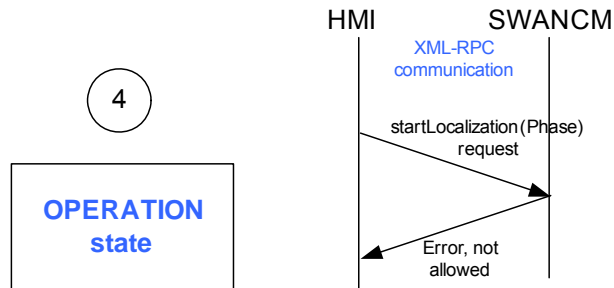 HMI
SWANCM
XML-RPC
communication
4
startLocalization(Phase)
request
OPERATION
state
Error, not
allowed